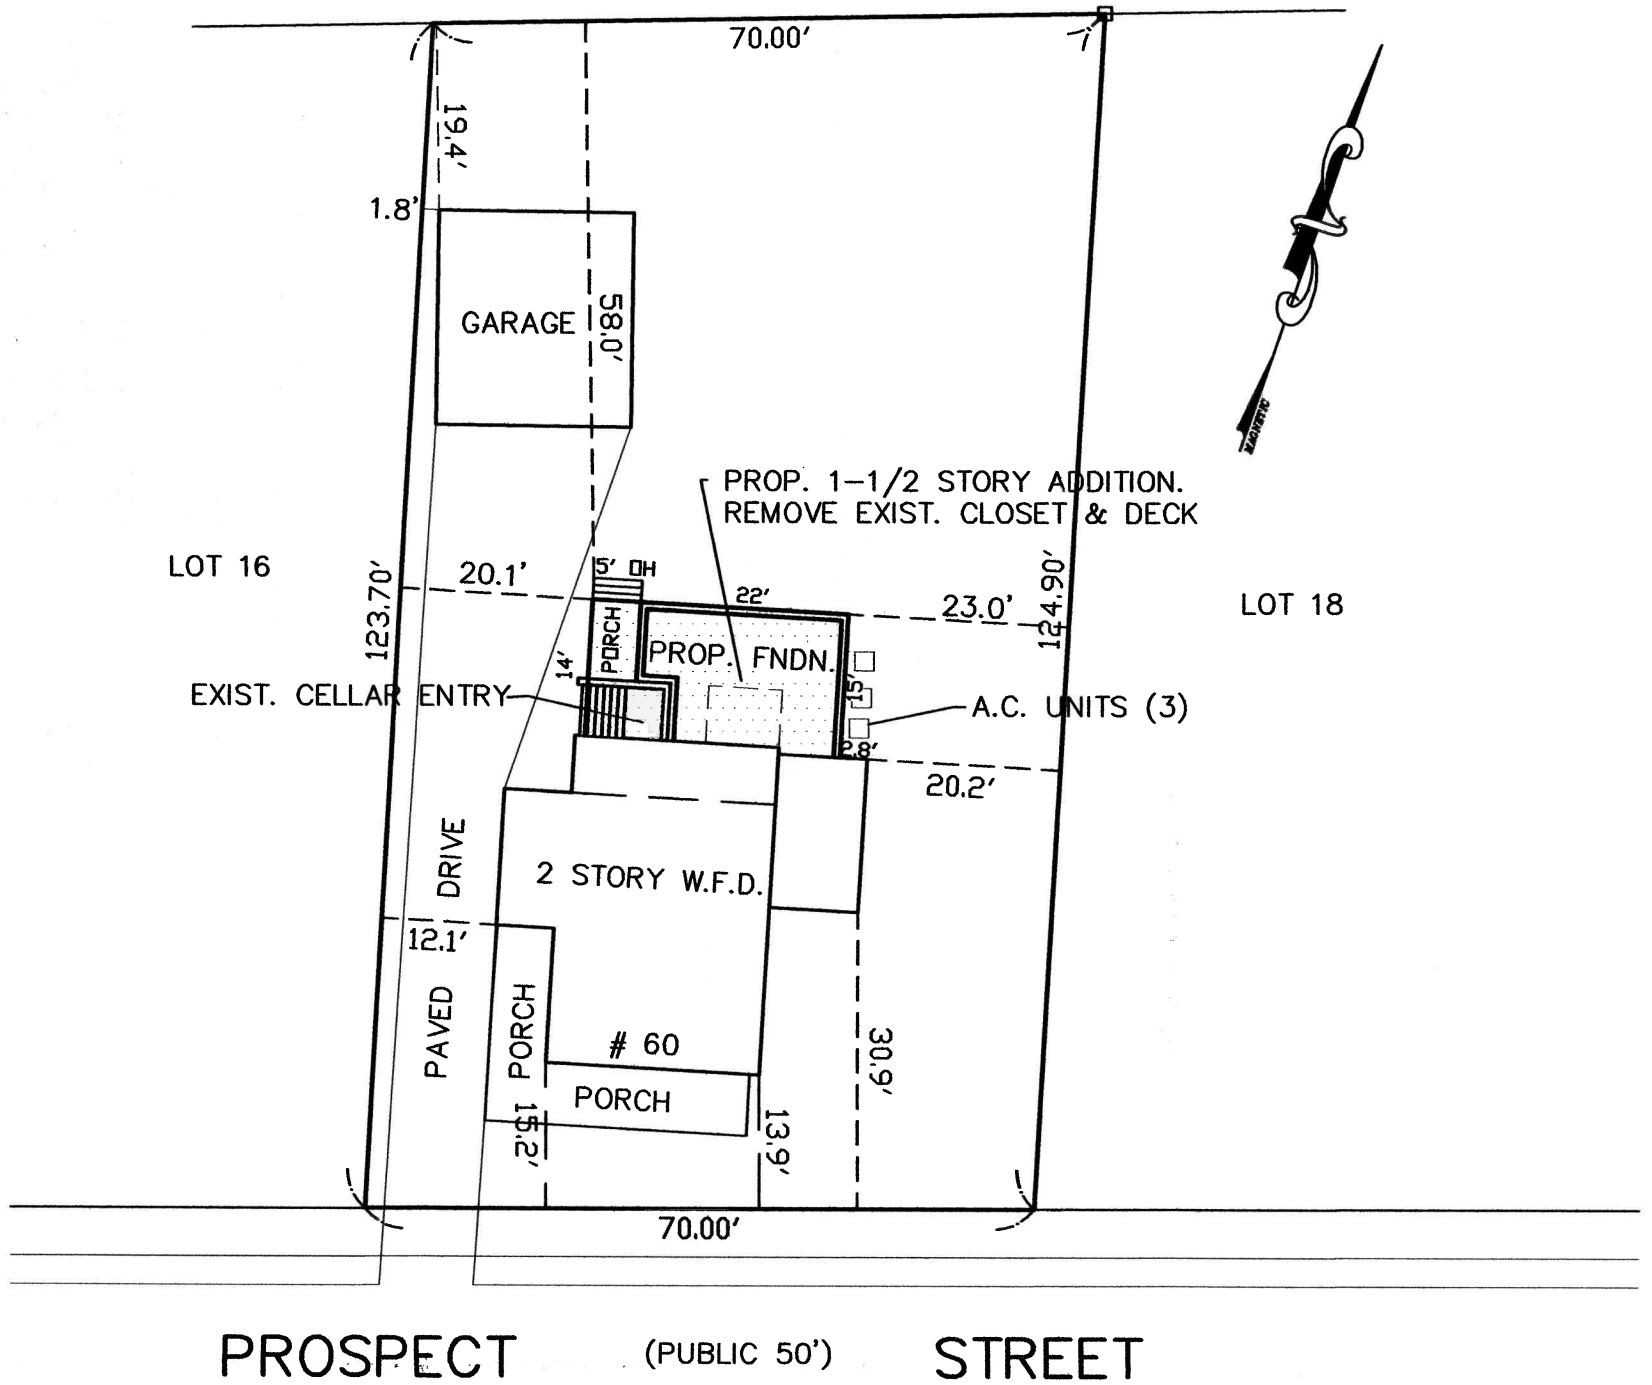 70.00'
19.4'
1.8'
GARAGE
58.0'
MAGNETIC
PROP. 1-1/2 STORY ADDITION.
REMOVE EXIST. CLOSET & DECK
LOT 16
123.70'
20.1'
5' OH
22'
23.0'
124.90'
LOT 18
PORCH
14'
PROP. FNDN.
EXIST. CELLAR ENTRY
15'
A.C. UNITS (3)
2.8'
20.2'
2 STORY W.F.D.
PAVED DRIVE
12.1'
PORCH
# 60
PORCH
15.2'
13.9'
30.9'
70.00'
PROSPECT (PUBLIC 50') STREET